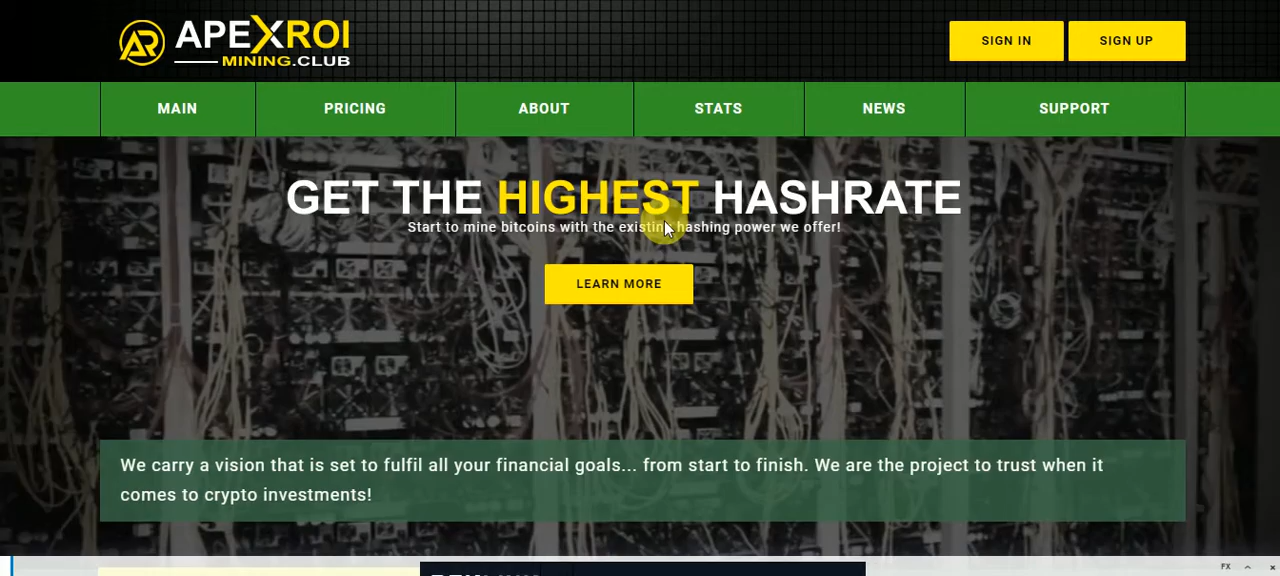 APEXROI
MINING.CLUB
SIGN IN
SIGN UP
MAIN
PRICING
ABOUT
STATS
NEWS
SUPPORT
GET THE HIGHEST HASHRATE
Start to mine bitcoins with the existing hashing power we offer!
LEARN MORE
We carry a vision that is set to fulfil all your financial goals... from start to finish. We are the project to trust when it
comes to crypto investments!
FX